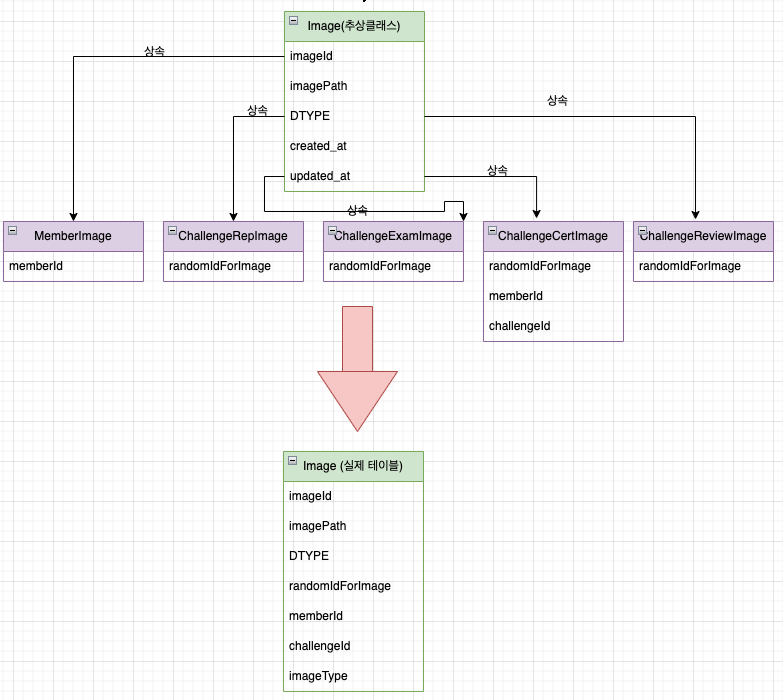 Image(추상클래스)
imageId
imagePath
DTYPE
created_at
updated_at
상속
상속
상속
상속
상속
MemberImage
memberId
ChallengeRepImage
randomIdForImage
ChallengeExamImage
randomIdForImage
ChallengeCertImage
randomIdForImage
memberId
challengeId
ChallengeReviewImage
randomIdForImage
Image (실제 테이블)
imageId
imagePath
DTYPE
randomIdForImage
memberId
challengeId
imageType